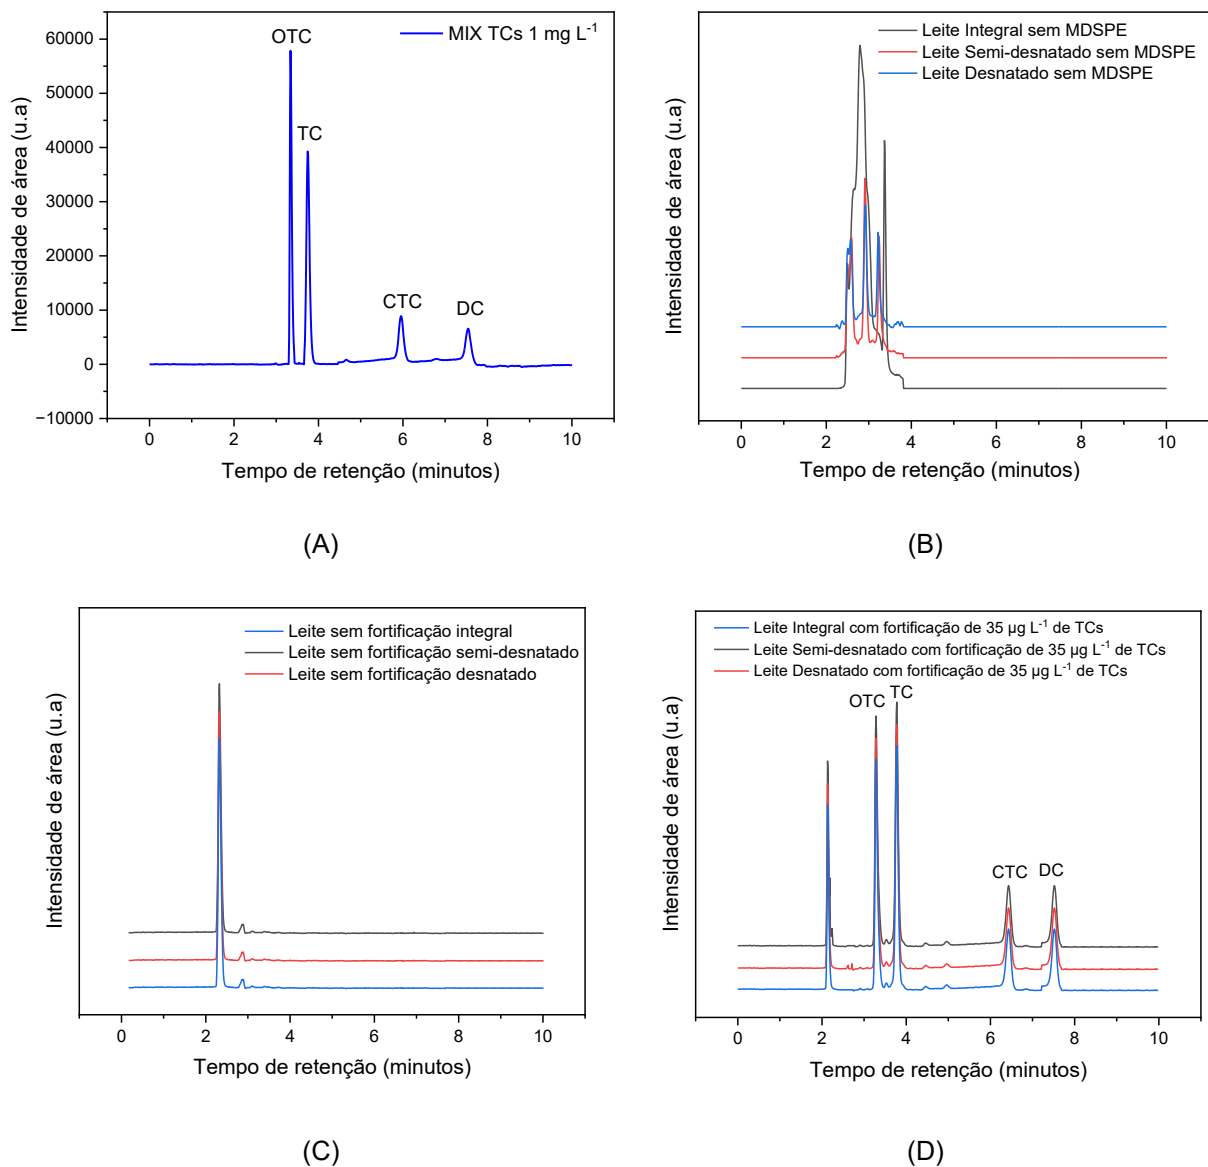 MIX TCs 1 mg L⁻¹
OTC
TC
CTC
DC
60000
50000
40000
30000
20000
10000
0
−10000
Intensidade de área (u.a)
0 2 4 6 8 10
Tempo de retenção (minutos)
(A)
Leite Integral sem MDSPE
Leite Semi-desnatado sem MDSPE
Leite Desnatado sem MDSPE
Intensidade de área (u.a)
0 2 4 6 8 10
Tempo de retenção (minutos)
(B)
Leite sem fortificação integral
Leite sem fortificação semi-desnatado
Leite sem fortificação desnatado
Intensidade de área (u.a)
0 2 4 6 8 10
Tempo de retenção (minutos)
(C)
Leite Integral com fortificação de 35 µg L⁻¹ de TCs
Leite Semi-desnatado com fortificação de 35 µg L⁻¹ de TCs
Leite Desnatado com fortificação de 35 µg L⁻¹ de TCs
OTC
TC
CTC
DC
Intensidade de área (u.a)
0 2 4 6 8 10
Tempo de retenção (minutos)
(D)